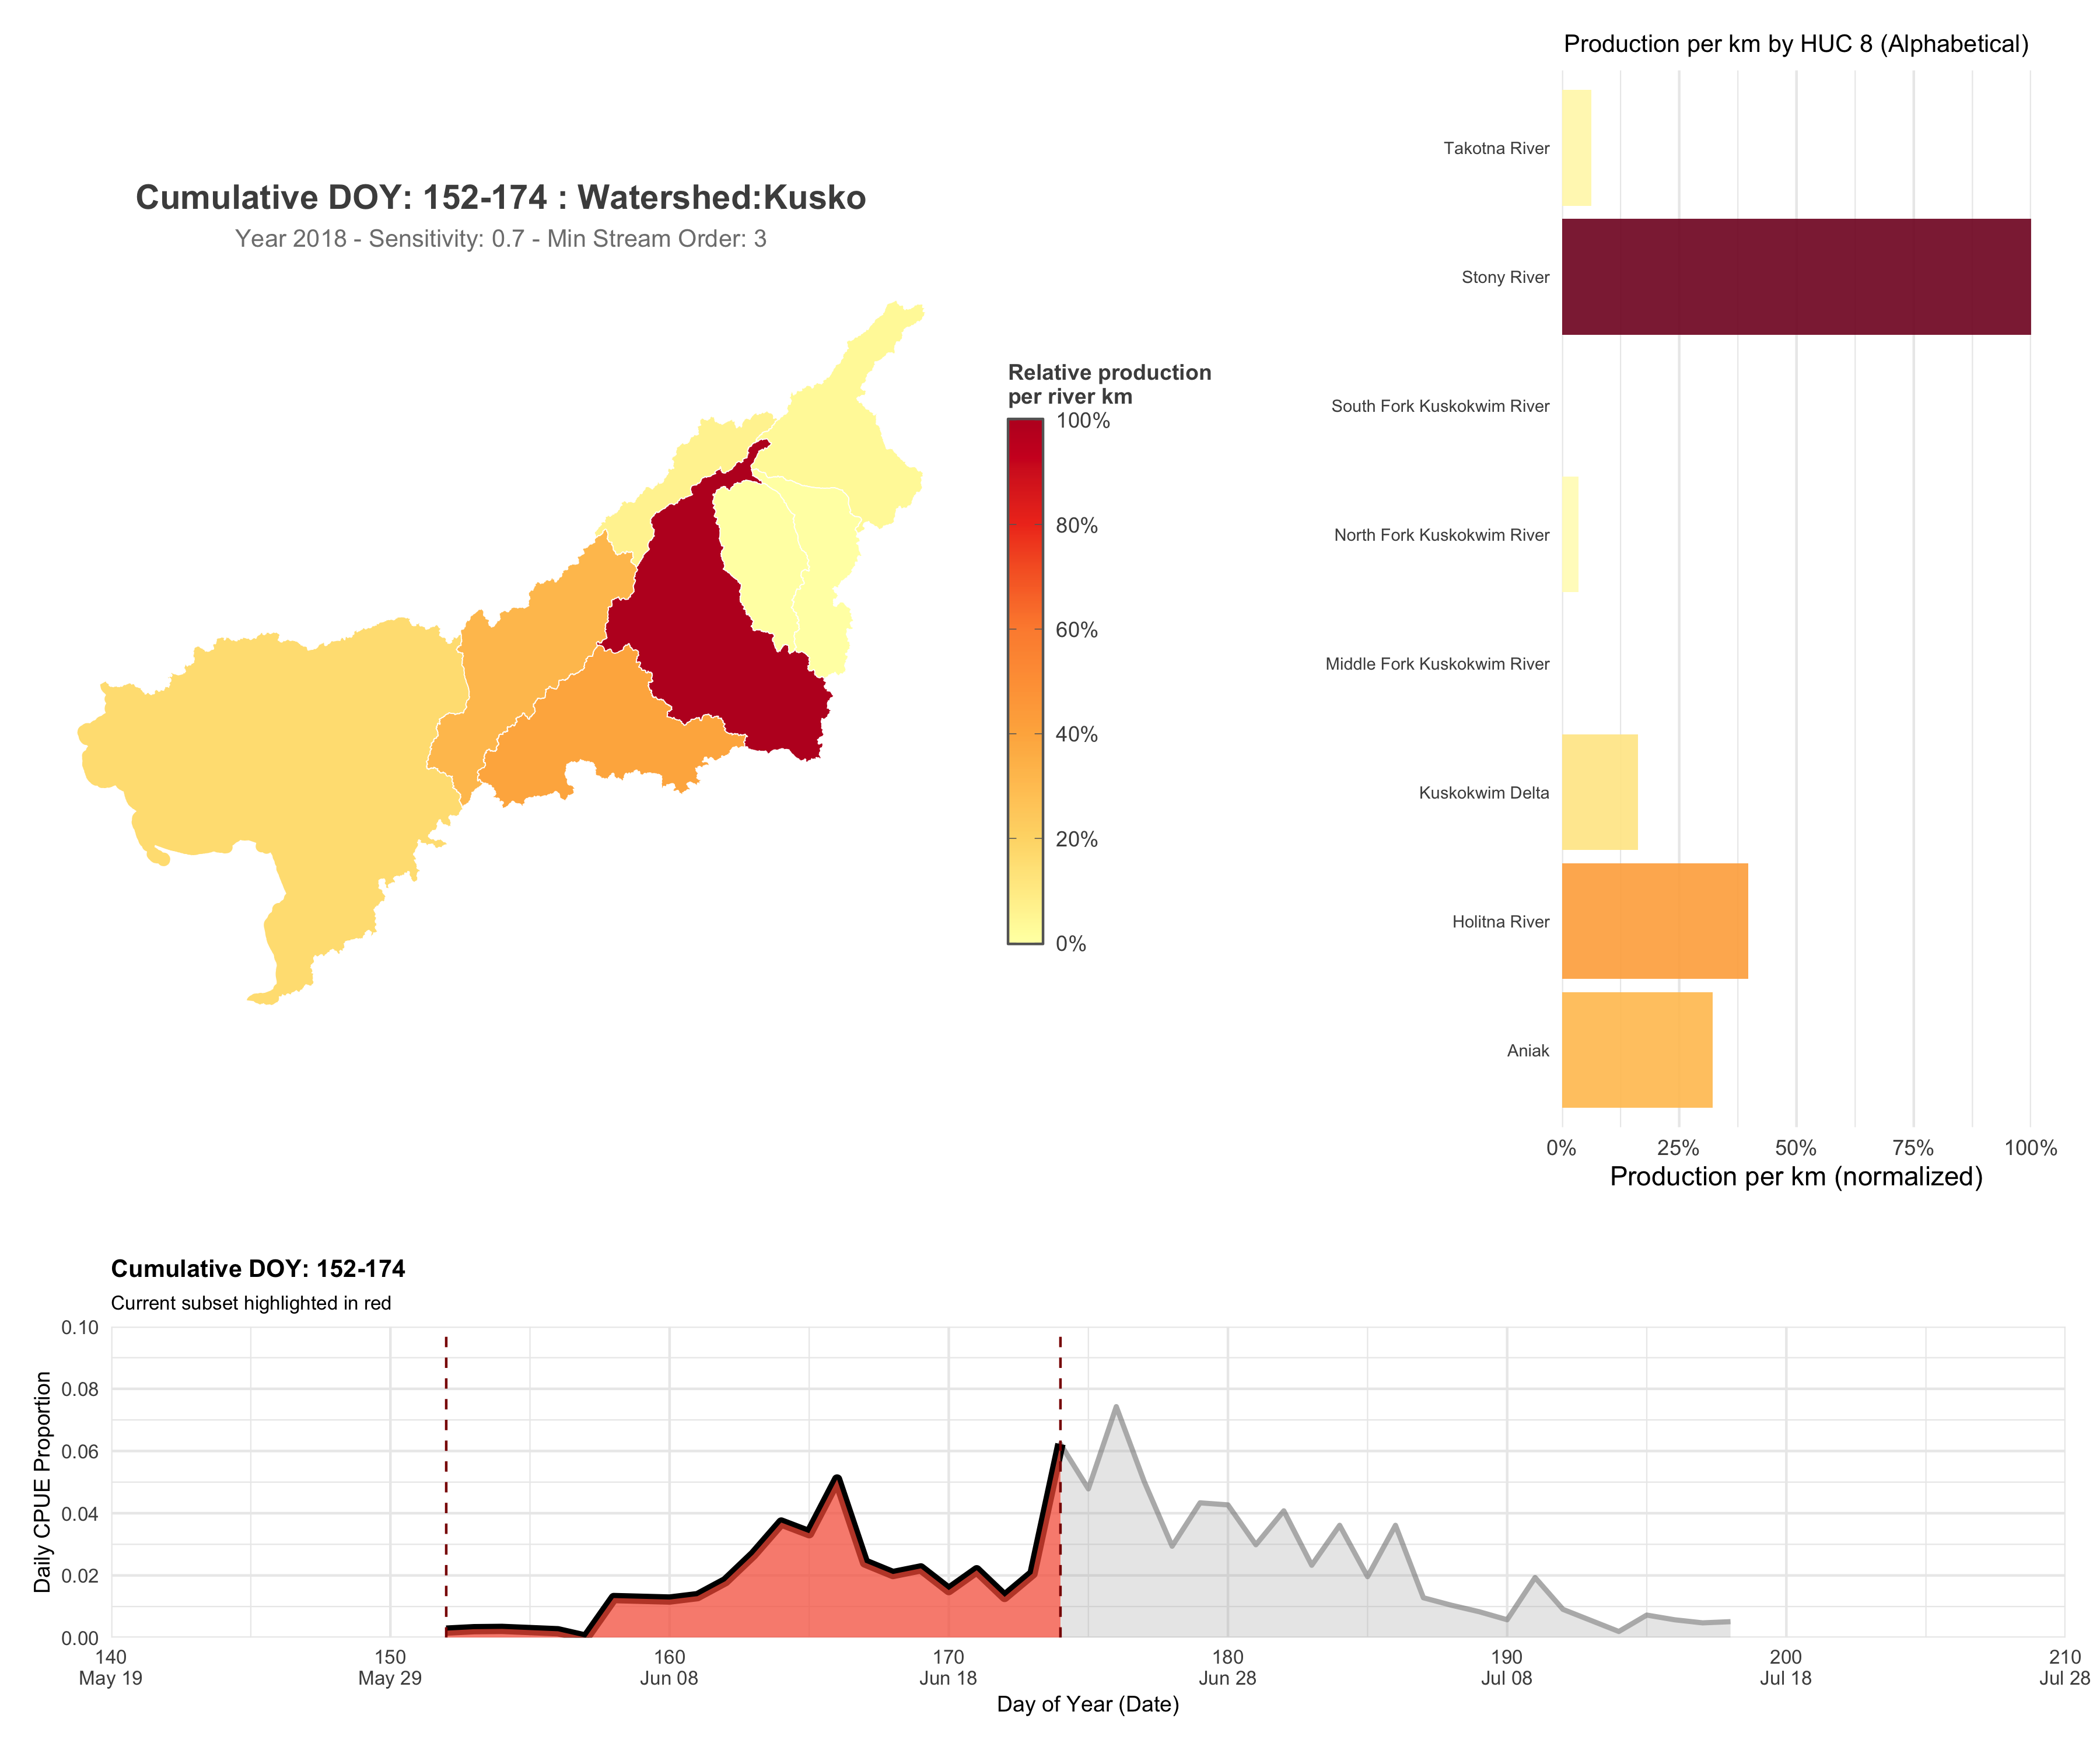 Cumulative DOY: 152-174 : Watershed:Kusko
Year 2018 - Sensitivity: 0.7 - Min Stream Order: 3
Relative production
per river km
100%
80%
60%
40%
20%
0%
Production per km by HUC 8 (Alphabetical)
Takotna River
Stony River
South Fork Kuskokwim River
North Fork Kuskokwim River
Middle Fork Kuskokwim River
Kuskokwim Delta
Holitna River
Aniak
0% 25% 50% 75% 100%
Production per km (normalized)
Cumulative DOY: 152-174
Current subset highlighted in red
Daily CPUE Proportion
0.10
0.08
0.06
0.04
0.02
0.00
140 150 160 170 180 190 200 210
May 19 May 29 Jun 08 Jun 18 Jun 28 Jul 08 Jul 18 Jul 28
Day of Year (Date)